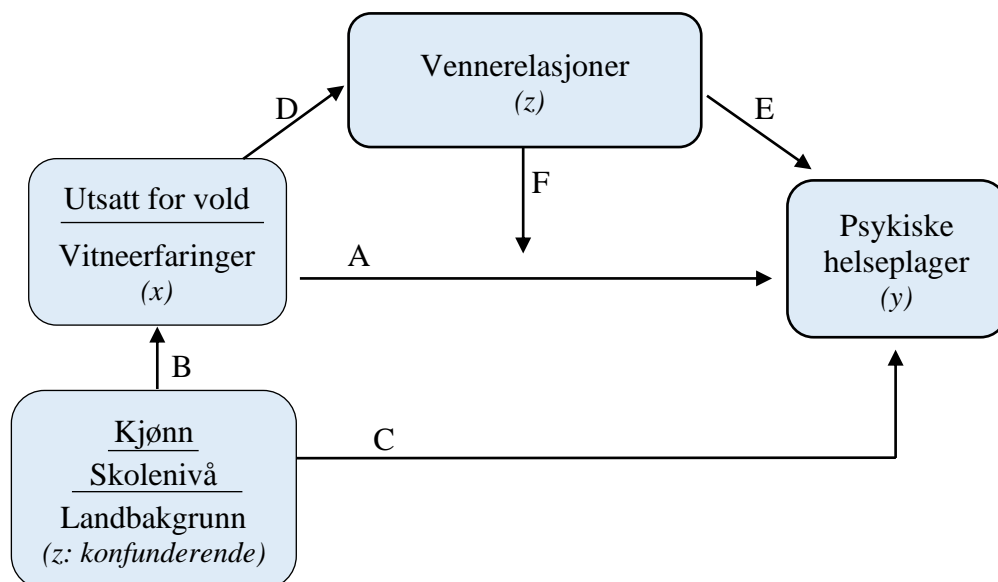 Vennerelasjoner
(z)
D
E
F
Utsatt for vold
Vitneerfaringer
(x)
A
Psykiske
helseplager
(y)
B
Kjønn
Skolenivå
Landbakgrunn
(z: konfunderende)
C